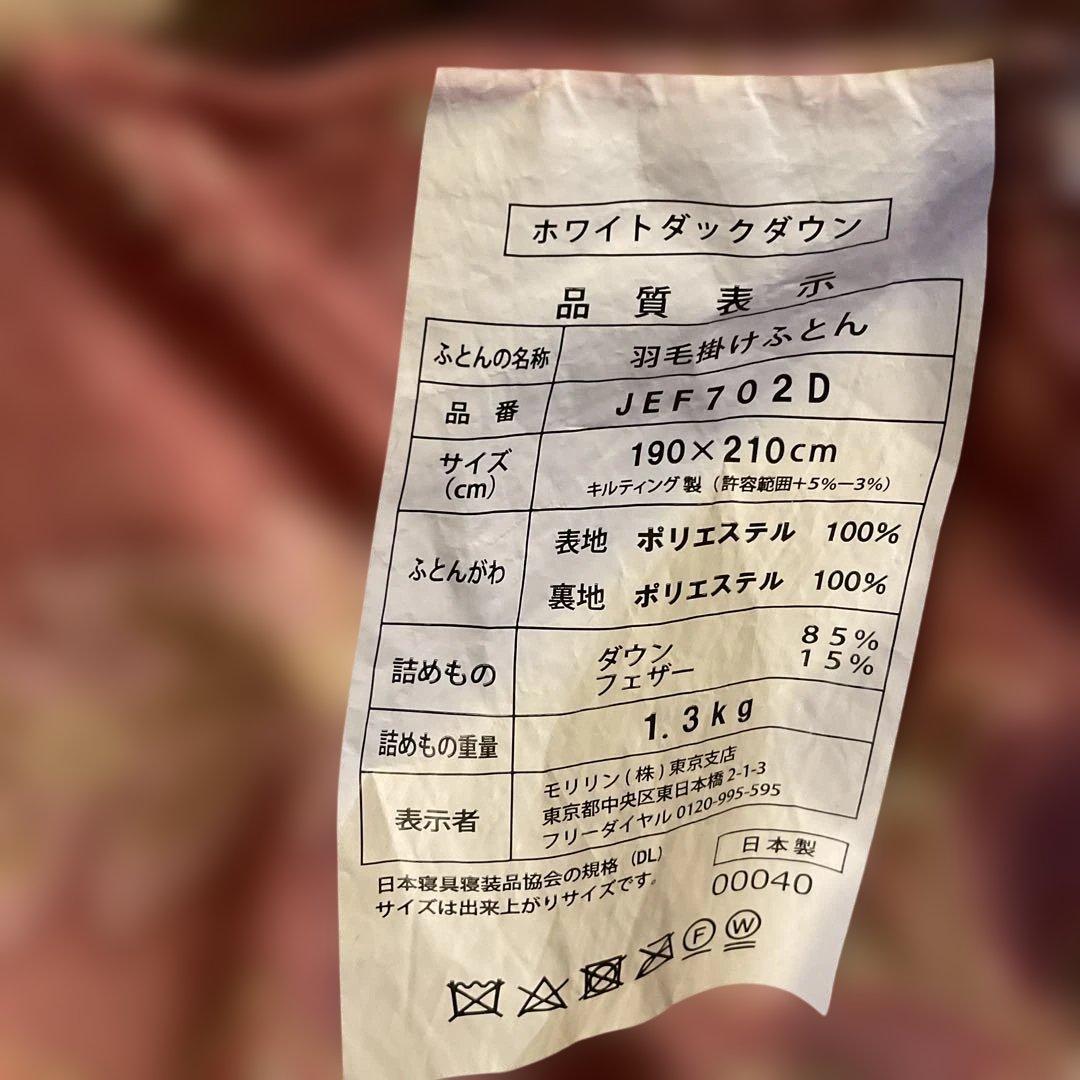 ホワイトダックダウン
品 質 表 示
ふとんの名称 羽毛掛けふとん
品 番 JEF702D
サイズ(cm) 190×210cm
キルティング製(許容範囲+5%−3%)
ふとんがわ 表地 ポリエステル 100%
裏地 ポリエステル 100%
詰めもの ダウン 85%
フェザー 15%
詰めもの重量 1.3kg
表示者 モリリン(株)東京支店
東京都中央区東日本橋2-1-3
フリーダイヤル 0120-995-595
日本寝具寝装品協会の規格(DL)
サイズは出来上がりサイズです。
日本製
00040
F W